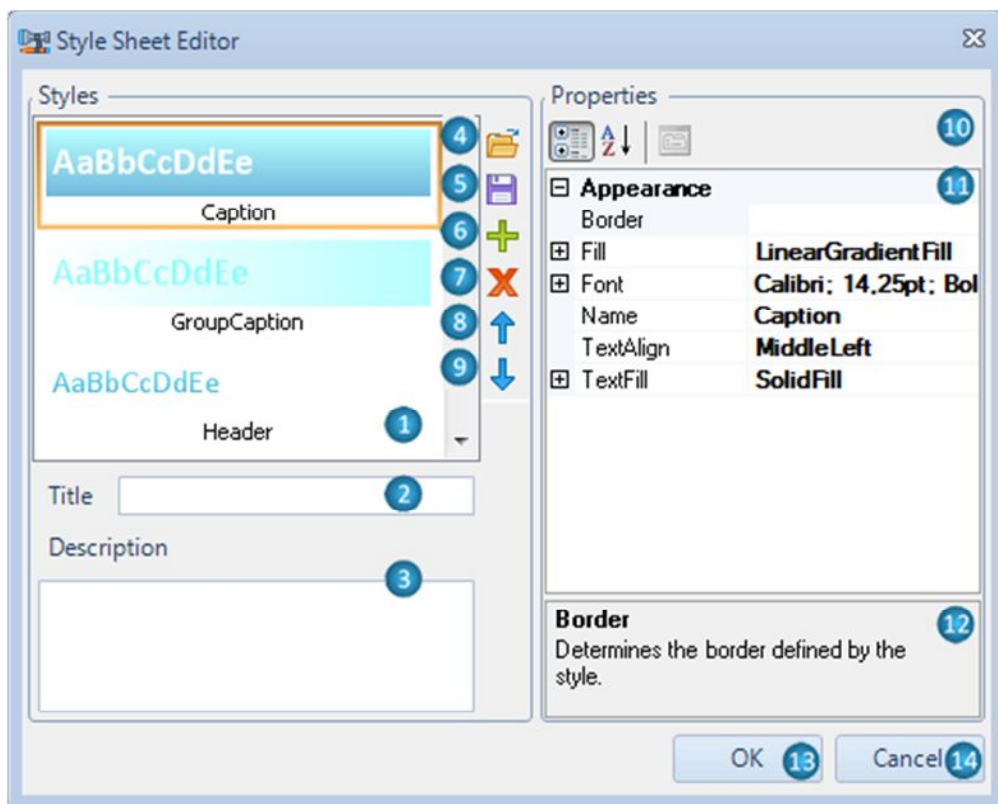 Style Sheet Editor
Styles
AaBbCcDdEe
Caption
AaBbCcDdEe
GroupCaption
AaBbCcDdEe
Header
1
4
5
6
7
8
9
Title
2
Description
3
Properties
A
Z
10
11
Appearance
Border
Fill LinearGradientFill
Font Calibri; 14,25pt; Bol
Name Caption
TextAlign MiddleLeft
TextFill SolidFill
Border
Determines the border defined by the
style.
12
OK 13
Cancel 14